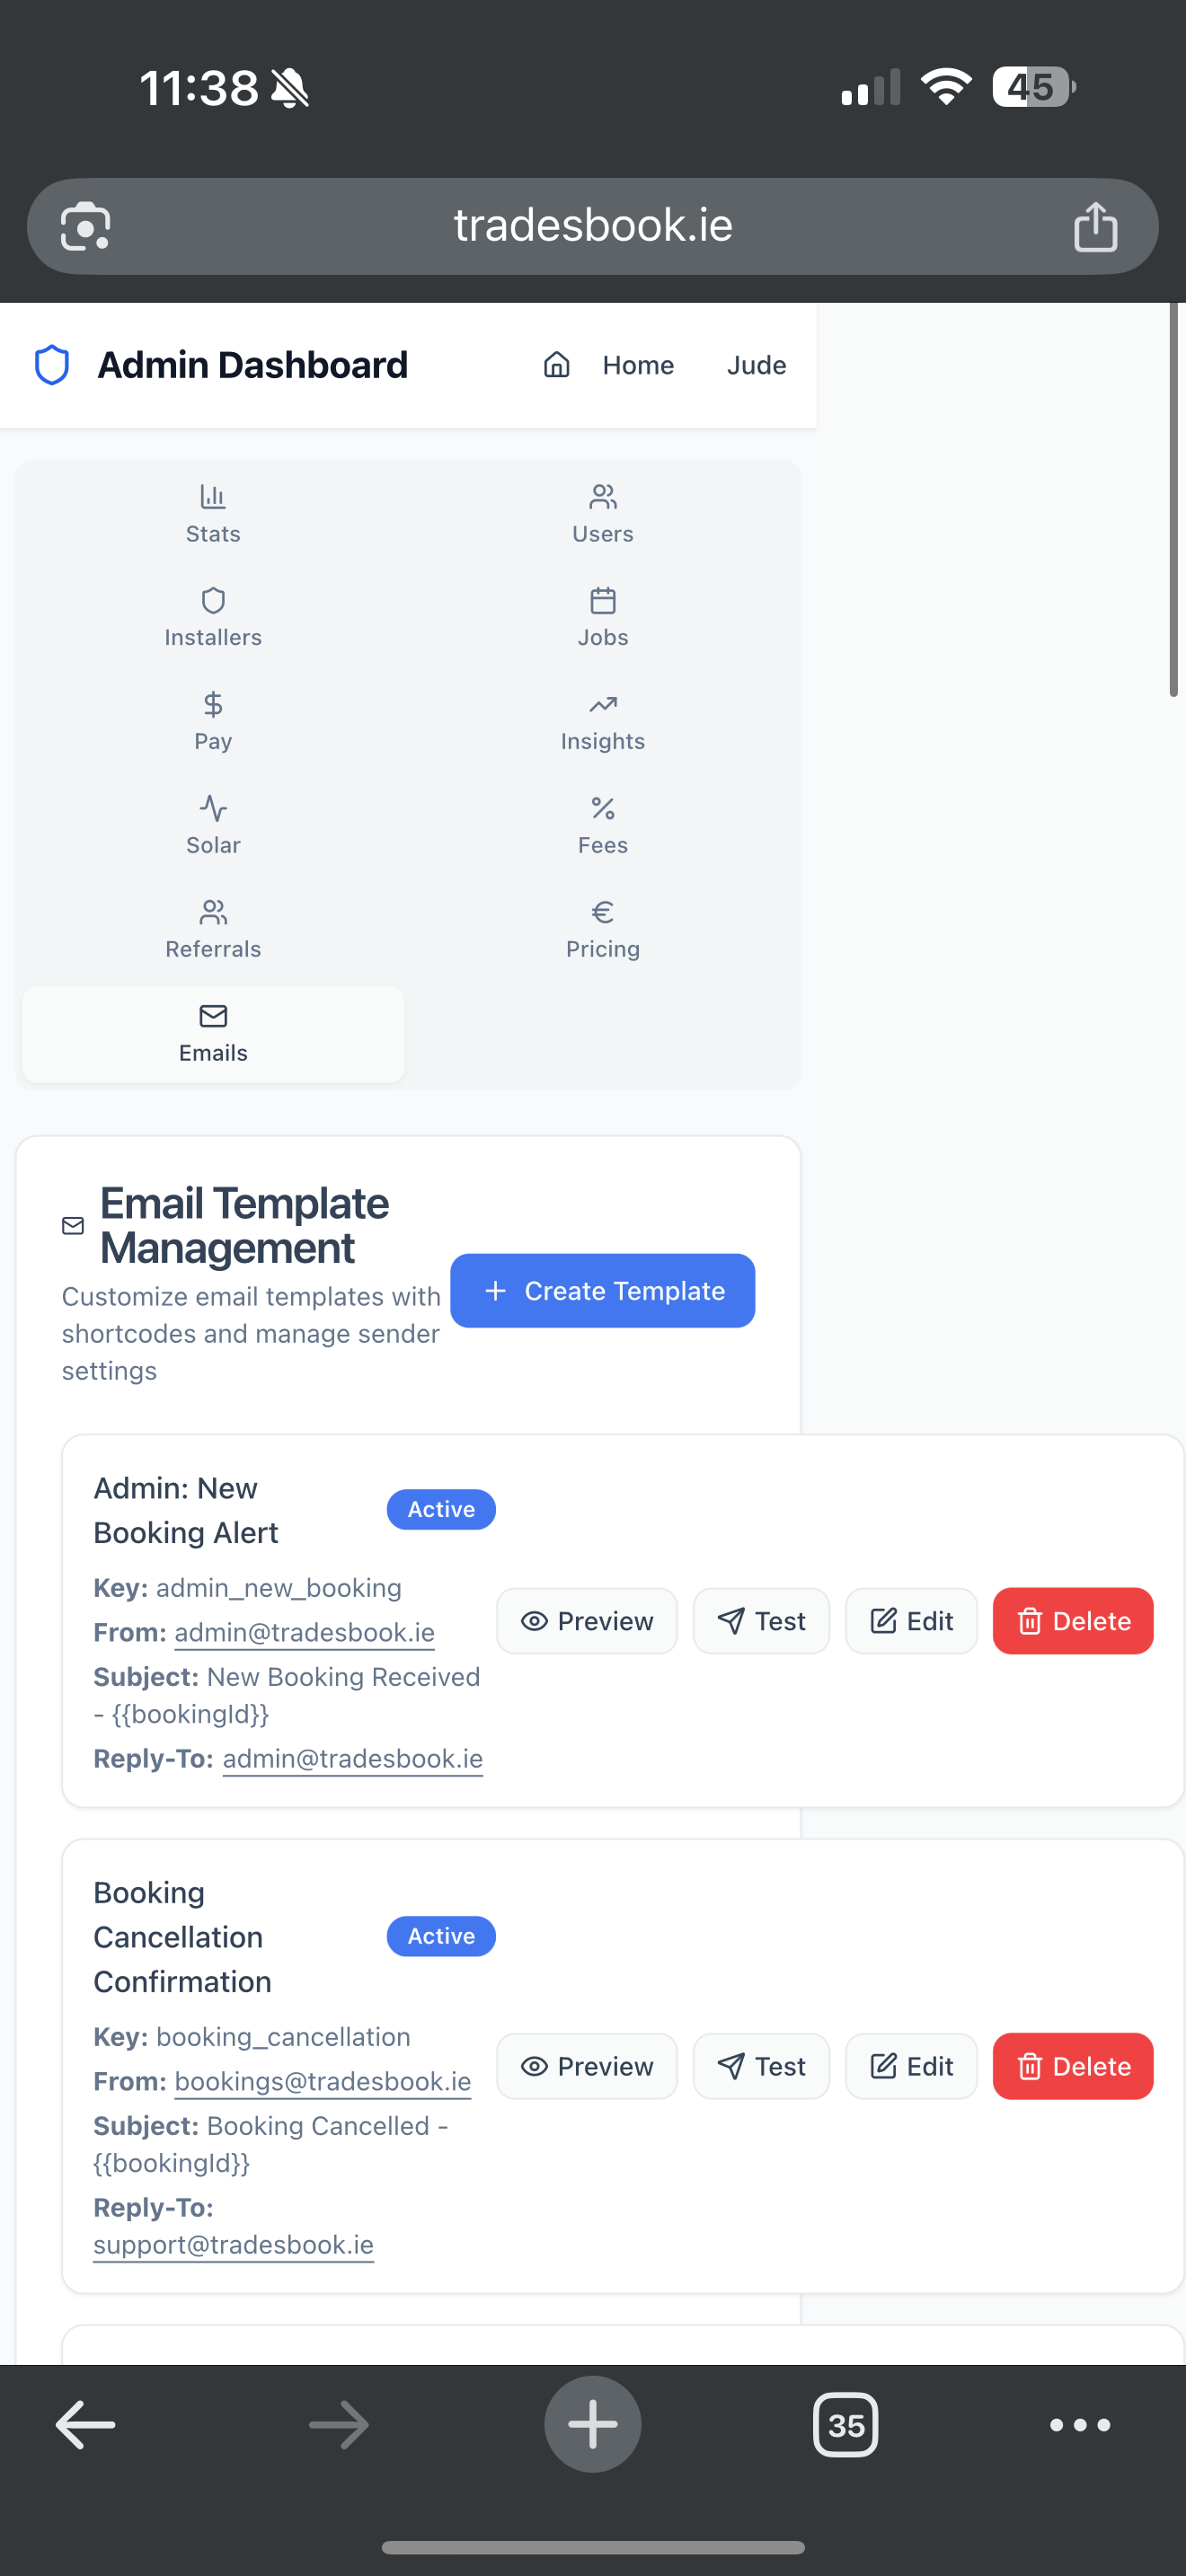 11:38
45
tradesbook.ie
Admin Dashboard
Home
Jude
Stats
Users
Installers
Jobs
Pay
Insights
Solar
Fees
Referrals
Pricing
Emails
Email Template
Management
Customize email templates with
shortcodes and manage sender
settings
Create Template
Admin: New
Booking Alert
Active
Key: admin_new_booking
From: admin@tradesbook.ie
Subject: New Booking Received
- {{bookingId}}
Reply-To: admin@tradesbook.ie
Preview
Test
Edit
Delete
Booking
Cancellation
Confirmation
Active
Key: booking_cancellation
From: bookings@tradesbook.ie
Subject: Booking Cancelled -
{{bookingId}}
Reply-To:
support@tradesbook.ie
Preview
Test
Edit
Delete
35